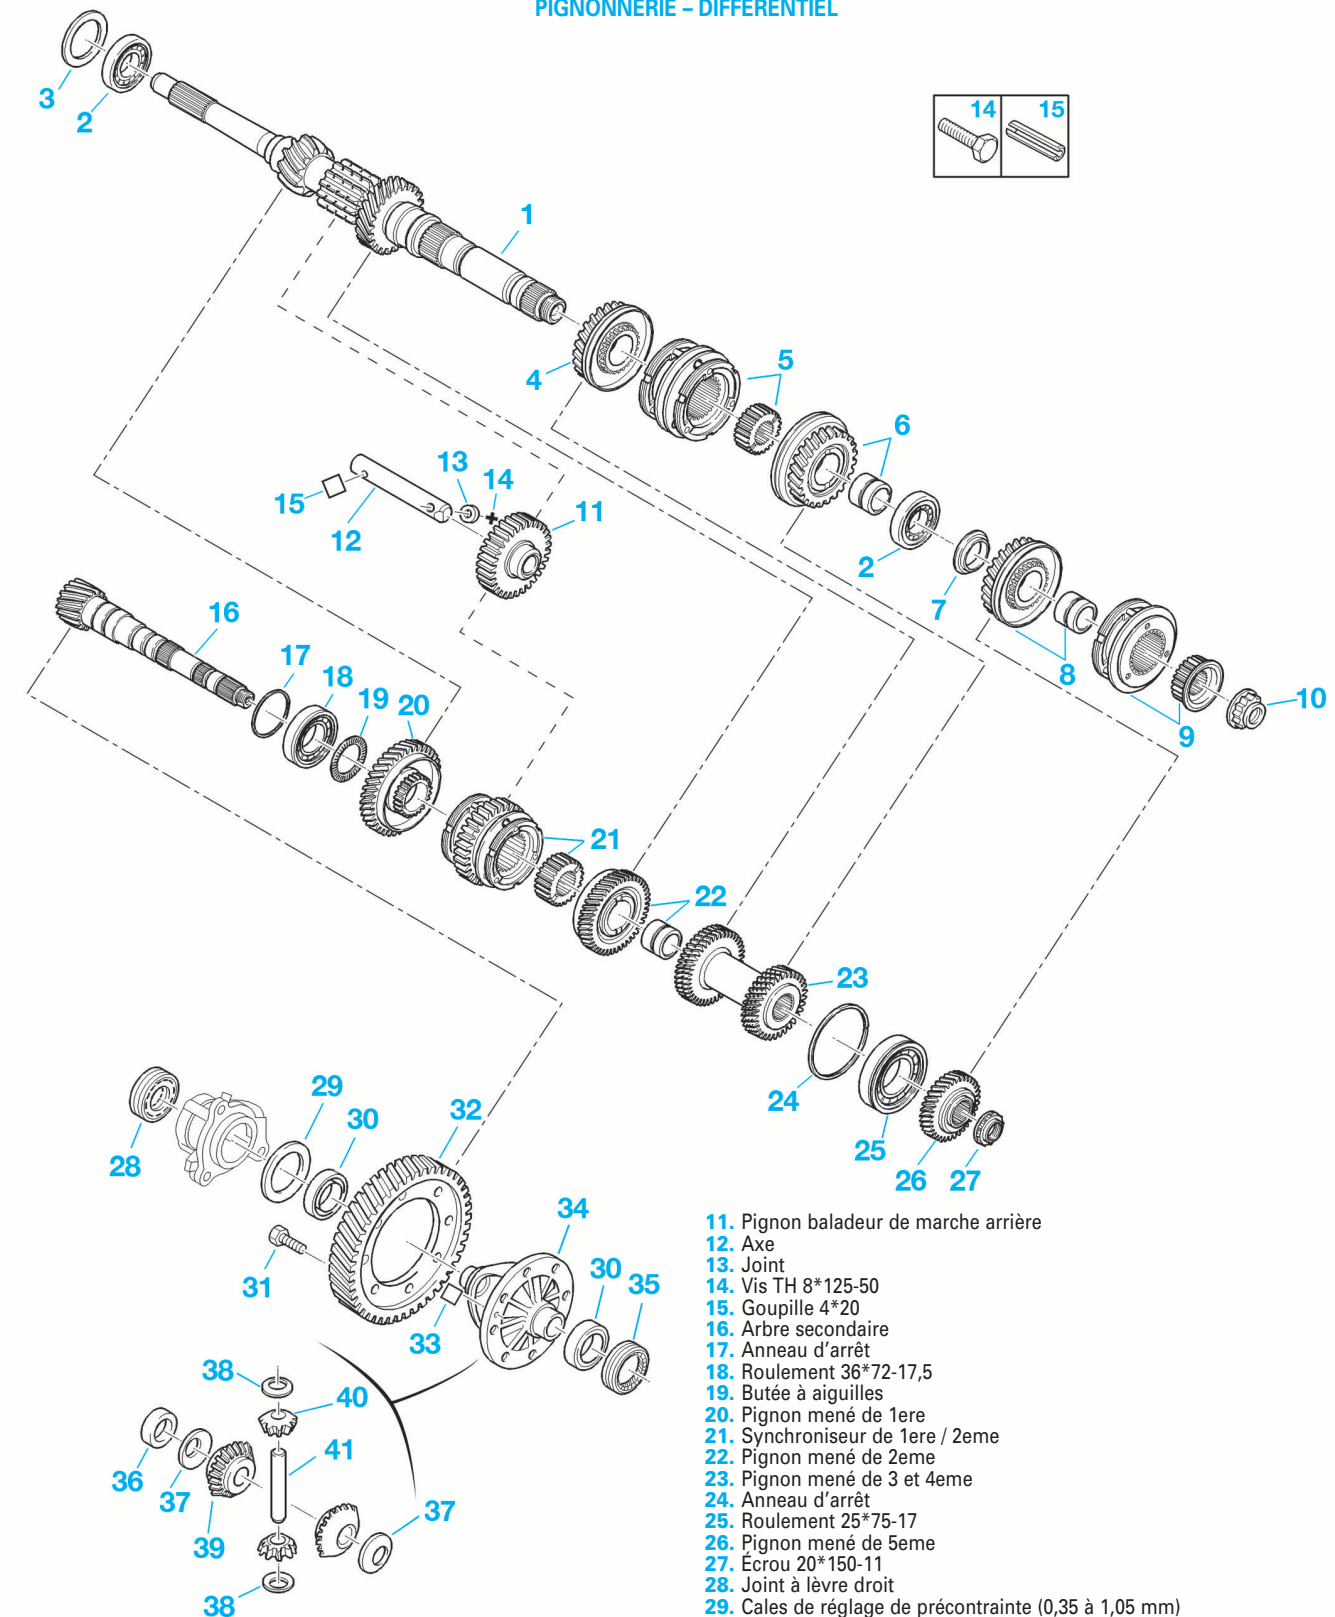 PIGNONNERIE – DIFFERENTIEL
3
2
14 15
1
4
5
6
13
14
15
12
11
2
7
8
9
10
16
17
18
19
20
21
22
23
24
25
26
27
28
29
30
32
31
33
34
30
35
38
40
36
37
41
39
37
38
11. Pignon baladeur de marche arrière
12. Axe
13. Joint
14. Vis TH 8*125-50
15. Goupille 4*20
16. Arbre secondaire
17. Anneau d’arrêt
18. Roulement 36*72-17,5
19. Butée à aiguilles
20. Pignon mené de 1ere
21. Synchroniseur de 1ere / 2eme
22. Pignon mené de 2eme
23. Pignon mené de 3 et 4eme
24. Anneau d’arrêt
25. Roulement 25*75-17
26. Pignon mené de 5eme
27. Écrou 20*150-11
28. Joint à lèvre droit
29. Cales de réglage de précontrainte (0,35 à 1,05 mm)